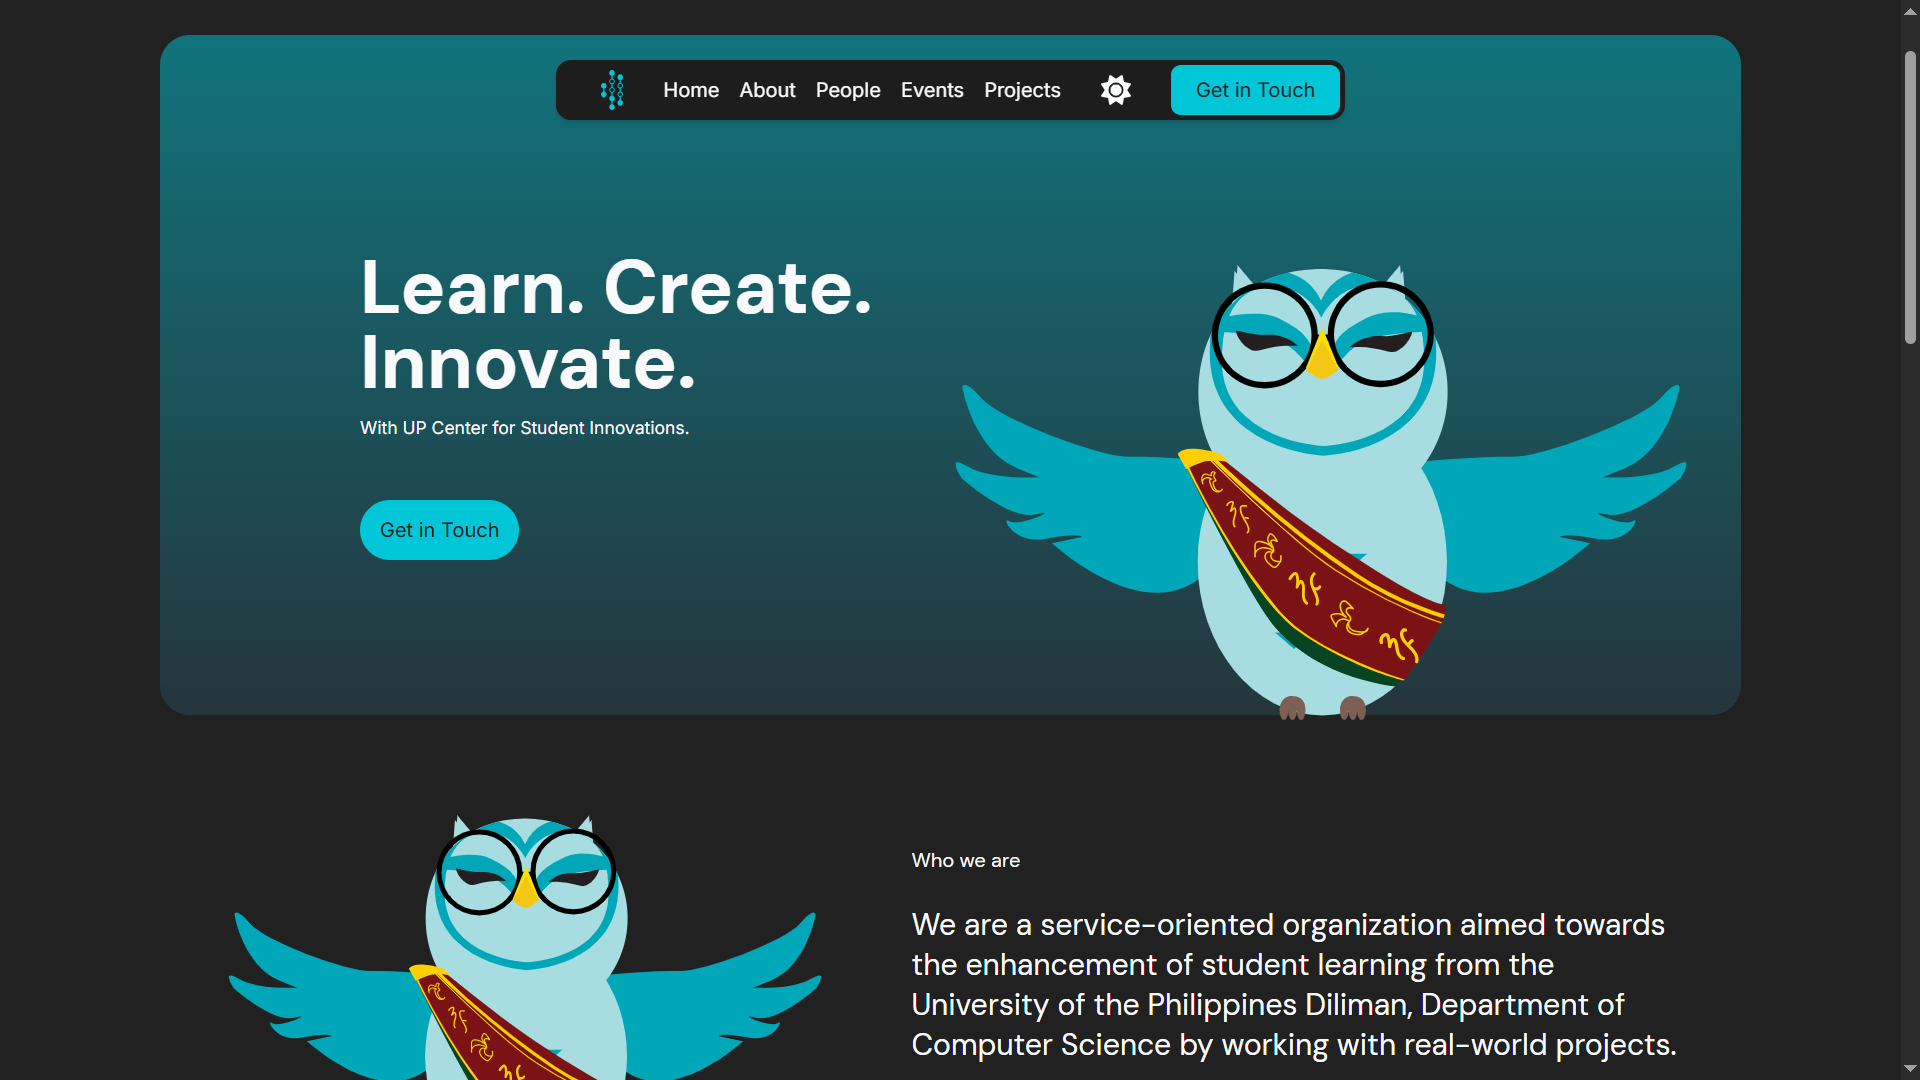 Home About People Events Projects Get in Touch
Learn. Create.
Innovate.
With UP Center for Student Innovations.
Get in Touch
Who we are
We are a service-oriented organization aimed towards
the enhancement of student learning from the
University of the Philippines Diliman, Department of
Computer Science by working with real-world projects.